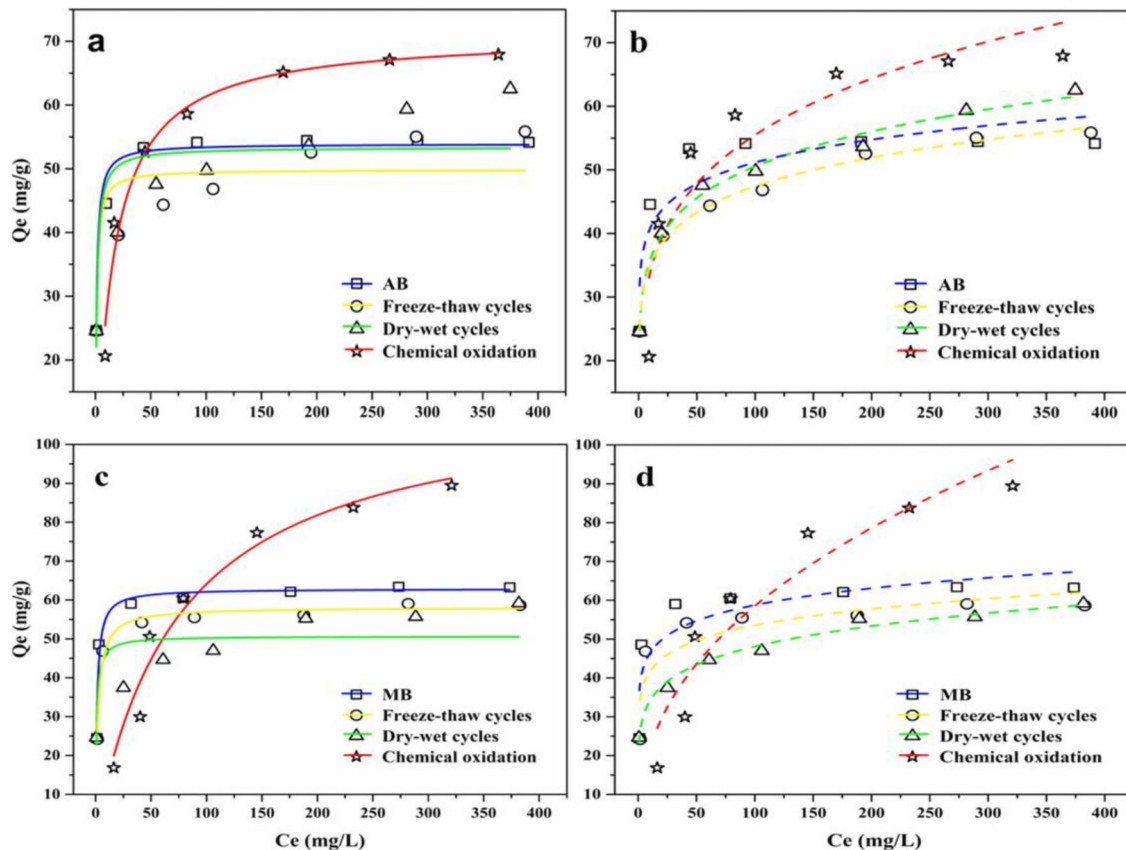 a
70
60
50
40
30
20
Qe (mg/g)
AB
Freeze-thaw cycles
Dry-wet cycles
Chemical oxidation
0 50 100 150 200 250 300 350 400
b
70
60
50
40
30
20
AB
Freeze-thaw cycles
Dry-wet cycles
Chemical oxidation
0 50 100 150 200 250 300 350 400
c
100
90
80
70
60
50
40
30
20
10
Qe (mg/g)
MB
Freeze-thaw cycles
Dry-wet cycles
Chemical oxidation
0 50 100 150 200 250 300 350 400
Ce (mg/L)
d
100
90
80
70
60
50
40
30
20
10
MB
Freeze-thaw cycles
Dry-wet cycles
Chemical oxidation
0 50 100 150 200 250 300 350 400
Ce (mg/L)